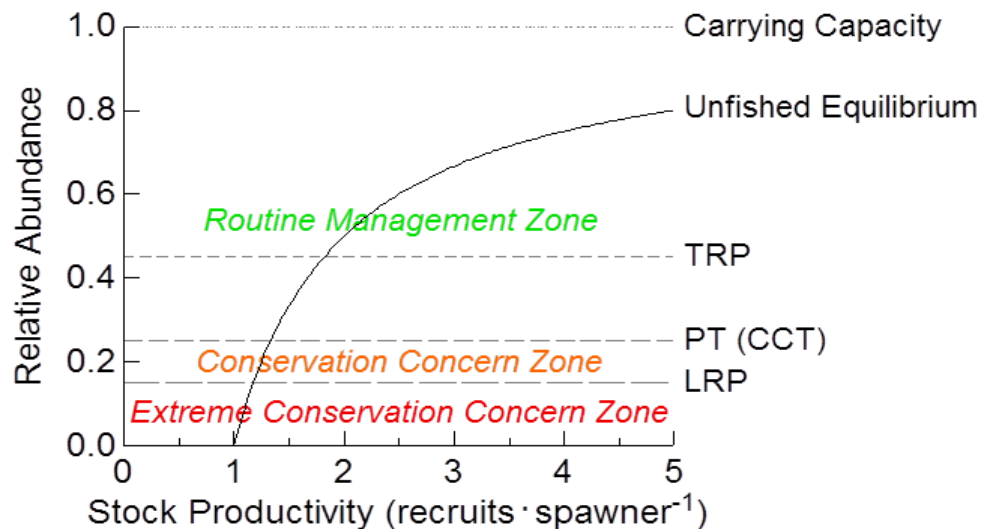 1.0
Carrying Capacity
0.8
Unfished Equilibrium
Relative Abundance
0.6
Routine Management Zone
TRP
0.4
PT (CCT)
0.2
Conservation Concern Zone
LRP
Extreme Conservation Concern Zone
0.0
0 1 2 3 4 5
Stock Productivity (recruits·spawner⁻¹)